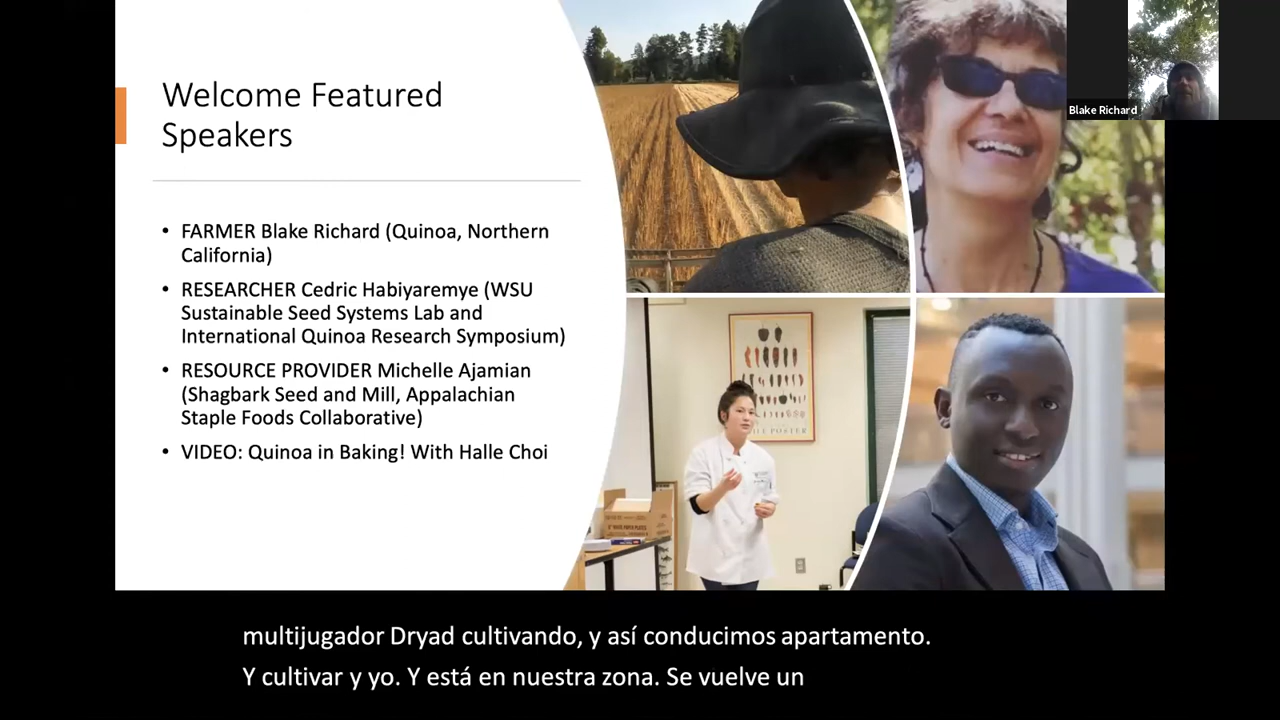 Welcome Featured
Speakers
• FARMER Blake Richard (Quinoa, Northern
California)
• RESEARCHER Cedric Habiyaremye (WSU
Sustainable Seed Systems Lab and
International Quinoa Research Symposium)
• RESOURCE PROVIDER Michelle Ajamian
(Shagbark Seed and Mill, Appalachian
Staple Foods Collaborative)
• VIDEO: Quinoa in Baking! With Halle Choi
Blake Richard
multijugador Dryad cultivando, y así conducimos apartamento.
Y cultivar y yo. Y está en nuestra zona. Se vuelve un